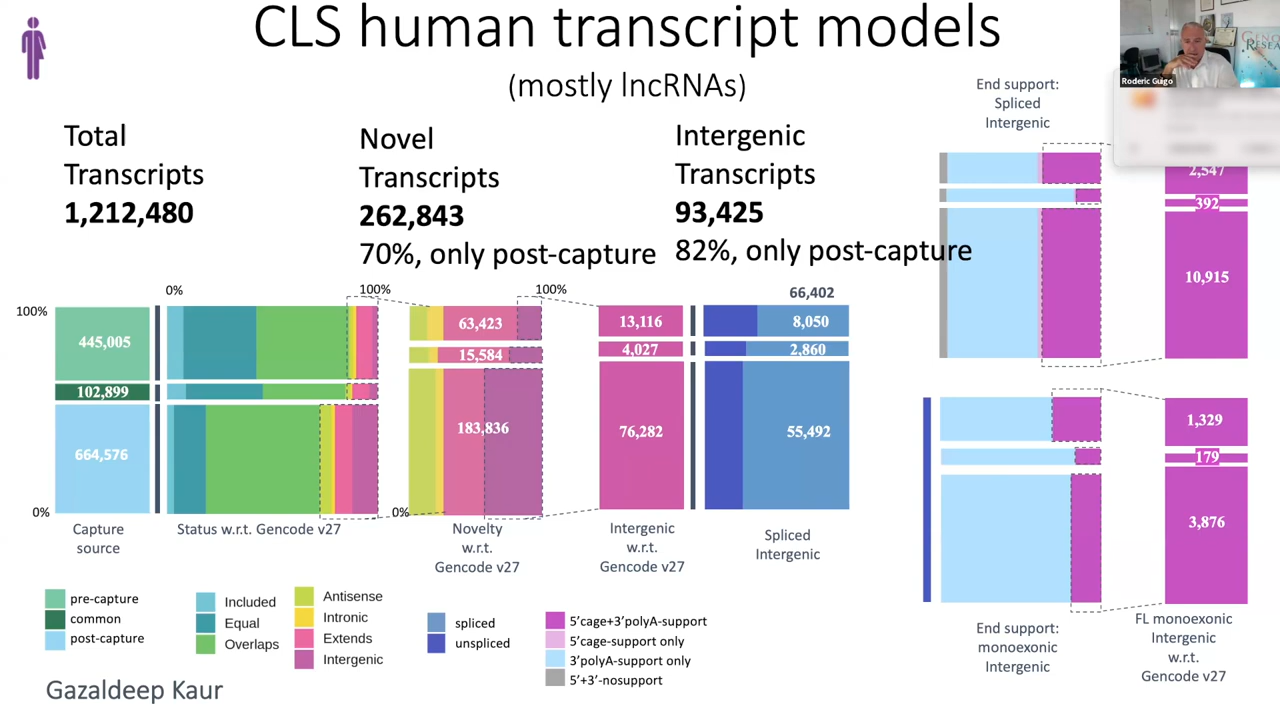 CLS human transcript models
(mostly lncRNAs)
Roderic Guigo
Total
Transcripts
1,212,480
Novel
Transcripts
262,843
70%, only post-capture
Intergenic
Transcripts
93,425
82%, only post-capture
End support:
Spliced
Intergenic
2,547
392
10,915
0%
100%
100%
66,402
100%
445,005
102,899
664,576
0%
63,423
15,584
183,836
0%
13,116
4,027
76,282
8,050
2,860
55,492
1,329
179
3,876
Capture
source
Status w.r.t. Gencode v27
Novelty
w.r.t.
Gencode v27
Intergenic
w.r.t.
Gencode v27
Spliced
Intergenic
End support:
monoexonic
Intergenic
FL monoexonic
Intergenic
w.r.t.
Gencode v27
pre-capture
common
post-capture
Included
Equal
Overlaps
Antisense
Intronic
Extends
Intergenic
spliced
unspliced
5’cage+3’polyA-support
5’cage-support only
3’polyA-support only
5’+3’-nosupport
Gazaldeep Kaur